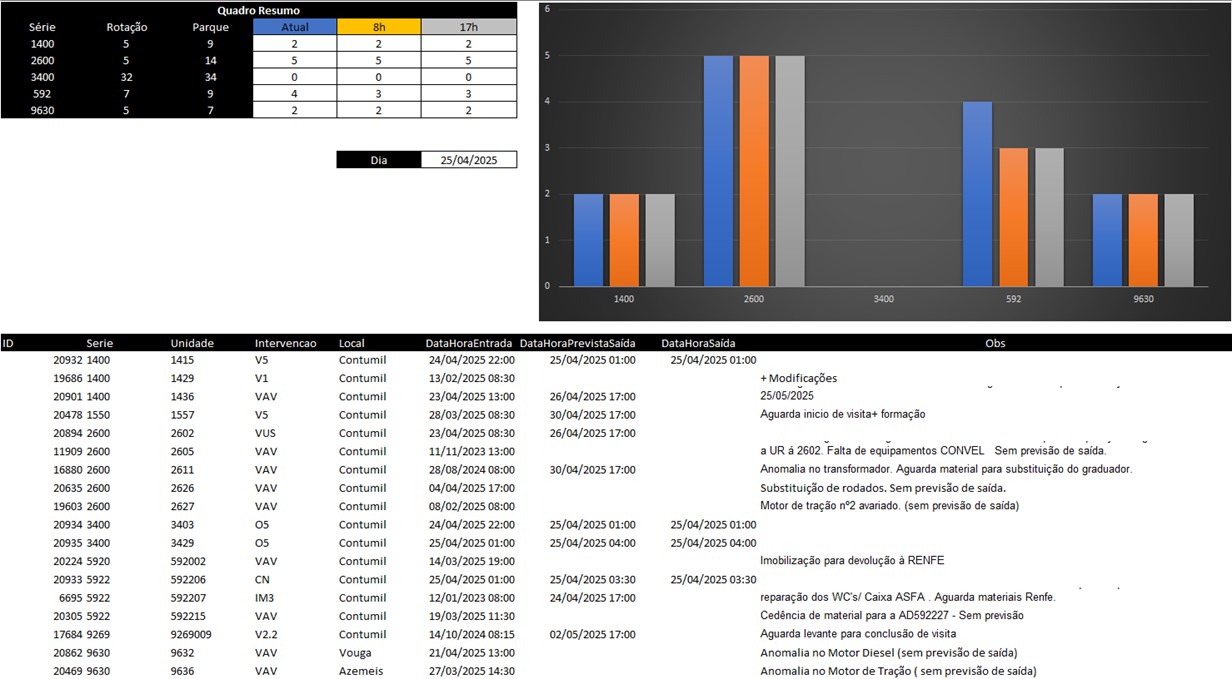 Quadro Resumo
Série Rotação Parque Atual 8h 17h
1400 5 9 2 2 2
2600 5 14 5 5 5
3400 32 34 0 0 0
592 7 9 4 3 3
9630 5 7 2 2 2
Dia 25/04/2025
6
5
4
3
2
1
0
1400 2600 3400 592 9630
ID Serie Unidade Intervencao Local DataHoraEntrada DataHoraPrevistaSaída DataHoraSaída Obs
20932 1400 1415 V5 Contumil 24/04/2025 22:00 25/04/2025 01:00 25/04/2025 01:00
19686 1400 1429 V1 Contumil 13/02/2025 08:30 + Modificações
20901 1400 1436 VAV Contumil 23/04/2025 13:00 26/04/2025 17:00 25/05/2025
20478 1550 1557 V5 Contumil 28/03/2025 08:30 30/04/2025 17:00 Aguarda inicio de visita+ formação
20894 2600 2602 VUS Contumil 23/04/2025 08:30 26/04/2025 17:00
11909 2600 2605 VAV Contumil 11/11/2023 13:00 a UR á 2602. Falta de equipamentos CONVEL Sem previsão de saída.
16880 2600 2611 VAV Contumil 28/08/2024 08:00 30/04/2025 17:00 Anomalia no transformador. Aguarda material para substituição do graduador.
20635 2600 2626 VAV Contumil 04/04/2025 17:00 Substituição de rodados. Sem previsão de saída.
19603 2600 2627 VAV Contumil 08/02/2025 08:00 Motor de tração nº2 avariado. (sem previsão de saída)
20934 3400 3403 O5 Contumil 24/04/2025 22:00 25/04/2025 01:00 25/04/2025 01:00
20935 3400 3429 O5 Contumil 25/04/2025 01:00 25/04/2025 04:00 25/04/2025 04:00
20224 5920 592002 VAV Contumil 14/03/2025 19:00 Imobilização para devolução à RENFE
20933 5922 592206 CN Contumil 25/04/2025 01:00 25/04/2025 03:30 25/04/2025 03:30
6695 5922 592207 IM3 Contumil 12/01/2023 08:00 24/04/2025 17:00 reparação dos WC's/ Caixa ASFA . Aguarda materiais Renfe.
20305 5922 592215 VAV Contumil 19/03/2025 11:30 Cedência de material para a AD592227 - Sem previsão
17684 9269 9269009 V2.2 Contumil 14/10/2024 08:15 02/05/2025 17:00 Aguarda levante para conclusão de visita
20862 9630 9632 VAV Vouga 21/04/2025 13:00 Anomalia no Motor Diesel (sem previsão de saída)
20469 9630 9636 VAV Azemeis 27/03/2025 14:30 Anomalia no Motor de Tração ( sem previsão de saída)